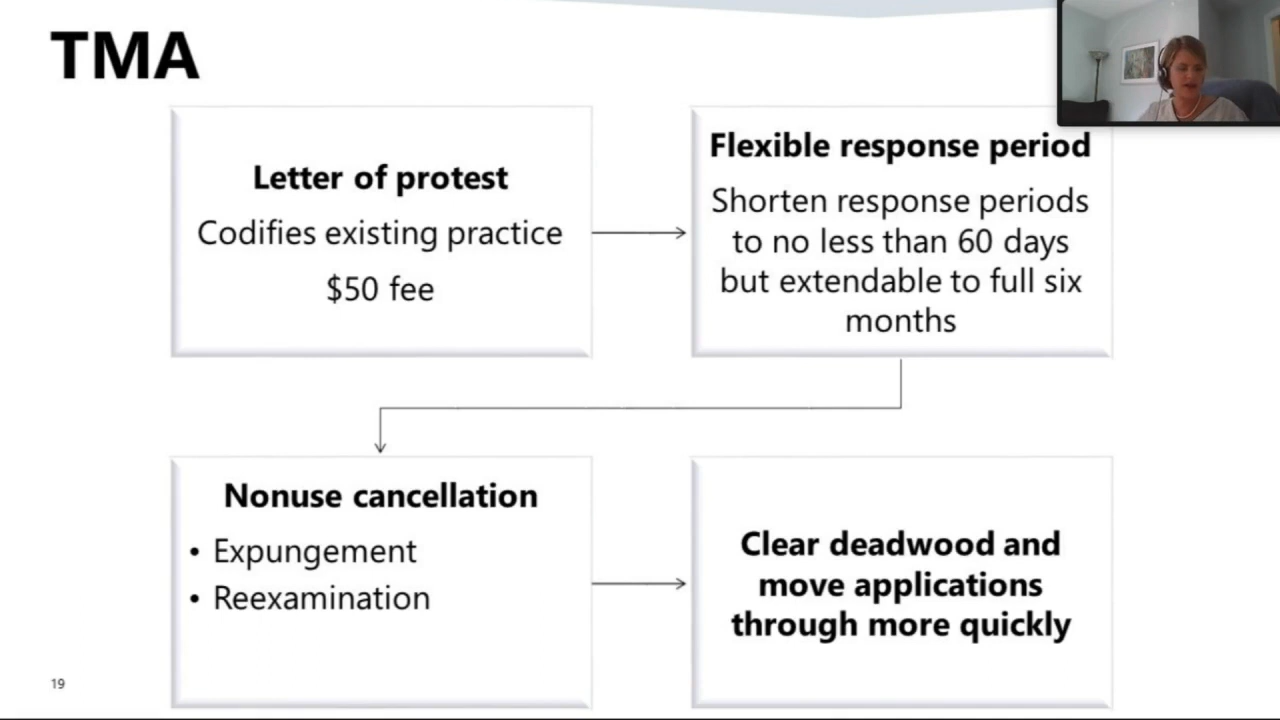 TMA
Letter of protest
Codifies existing practice
$50 fee
Flexible response period
Shorten response periods
to no less than 60 days
but extendable to full six
months
Nonuse cancellation
• Expungement
• Reexamination
Clear deadwood and
move applications
through more quickly
19